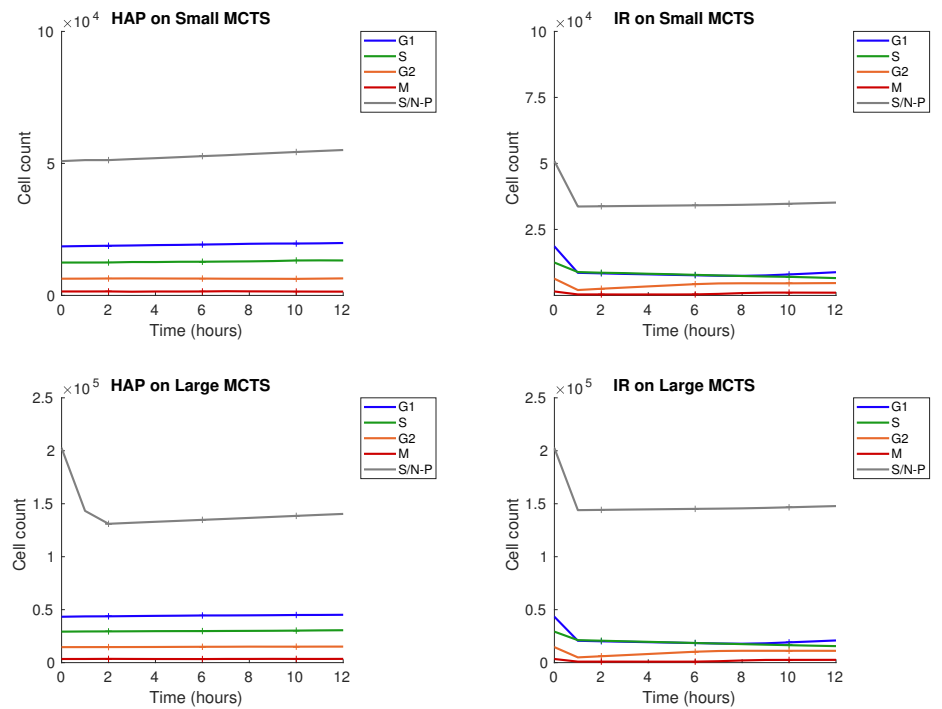 ×10^4 HAP on Small MCTS
10
5
0
Cell count
0 2 4 6 8 10 12
Time (hours)
G1
S
G2
M
S/N-P
×10^4 IR on Small MCTS
10
7.5
5
2.5
Cell count
0 2 4 6 8 10 12
Time (hours)
G1
S
G2
M
S/N-P
×10^5 HAP on Large MCTS
2.5
2
1.5
1
0.5
0
Cell count
0 2 4 6 8 10 12
Time (hours)
G1
S
G2
M
S/N-P
×10^5 IR on Large MCTS
2.5
2
1.5
1
0.5
0
Cell count
0 2 4 6 8 10 12
Time (hours)
G1
S
G2
M
S/N-P